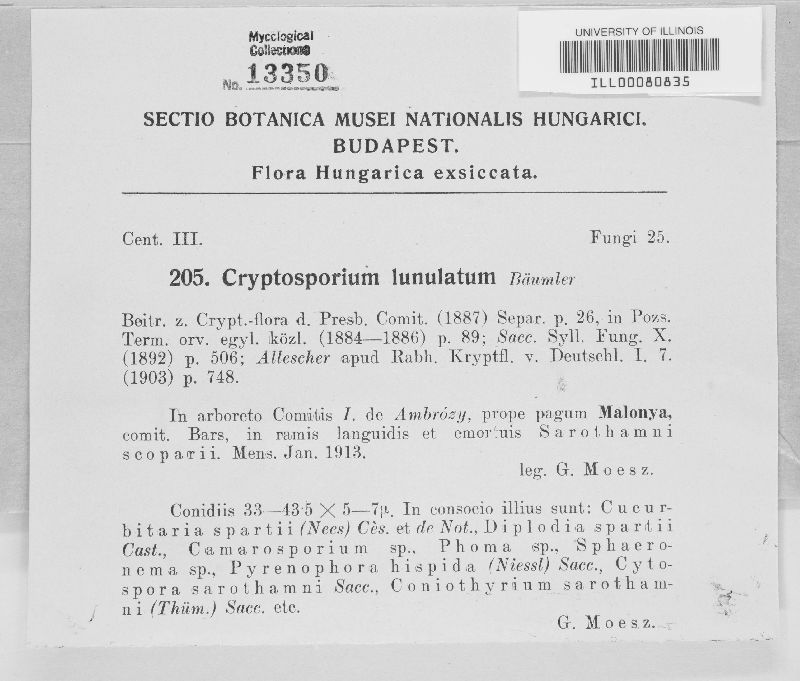 Mycological
Collections
No. 13350
UNIVERSITY OF ILLINOIS
ILL00080835
SECTIO BOTANICA MUSEI NATIONALIS HUNGARICI.
BUDAPEST.
Flora Hungarica exsiccata.
Cent. III. Fungi 25.
205. Cryptosporium lunulatum Bäumler
Beitr. z. Crypt.-flora d. Presb. Comit. (1887) Separ. p. 26, in Pozs.
Term. orv. egyl. közl. (1884—1886) p. 89; Sacc. Syll. Fung. X.
(1892) p. 506; Allescher apud Rabh. Kryptfl. v. Deutschl. I. 7.
(1903) p. 748.
In arboreto Comitis I. de Ambrózy, prope pagum Malonya,
comit. Bars, in ramis languidis et emortuis Sarothamni
scoparii. Mens. Jan. 1913.
leg. G. Moesz.
Conidiis 33—43·5 × 5—7μ. In consocio illius sunt: Cucur-
bitaria spartii (Nees) Cès. et de Not., Diplodia spartii
Cast., Camarosporium sp., Phoma sp., Sphaero-
nema sp., Pyrenophora hispida (Niessl) Sacc., Cyto-
spora sarothamni Sacc., Coniothyrium sarotham-
ni (Thüm.) Sacc. etc.
G. Moesz.